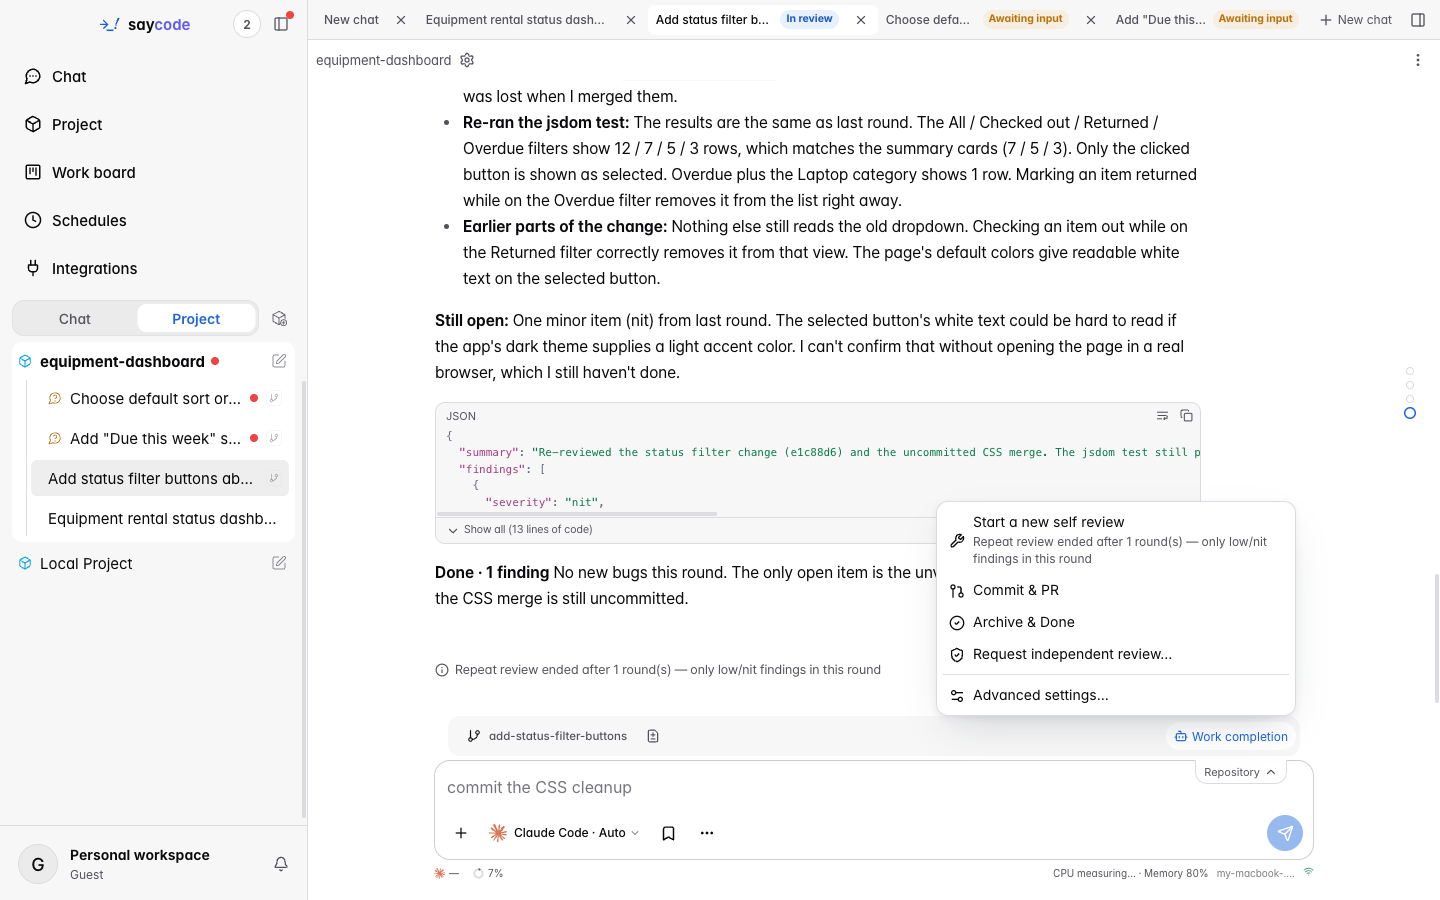 saycode
2
Chat
Project
Work board
Schedules
Integrations
Chat
Project
equipment-dashboard
Choose default sort or...
Add "Due this week" s...
Add status filter buttons ab...
Equipment rental status dashb...
Local Project
G
Personal workspace
Guest
New chat
Equipment rental status dash...
Add status filter b...
In review
Choose defa...
Awaiting input
Add "Due this...
Awaiting input
New chat
equipment-dashboard
was lost when I merged them.
Re-ran the jsdom test: The results are the same as last round. The All / Checked out / Returned /
Overdue filters show 12 / 7 / 5 / 3 rows, which matches the summary cards (7 / 5 / 3). Only the clicked
button is shown as selected. Overdue plus the Laptop category shows 1 row. Marking an item returned
while on the Overdue filter removes it from the list right away.
Earlier parts of the change: Nothing else still reads the old dropdown. Checking an item out while on
the Returned filter correctly removes it from that view. The page's default colors give readable white
text on the selected button.
Still open: One minor item (nit) from last round. The selected button's white text could be hard to read if
the app's dark theme supplies a light accent color. I can't confirm that without opening the page in a real
browser, which I still haven't done.
JSON
{
"summary": "Re-reviewed the status filter change (e1c88d6) and the uncommitted CSS merge. The jsdom test still p
"findings": [
{
"severity": "nit",
Show all (13 lines of code)
Done · 1 finding No new bugs this round. The only open item is the unv
the CSS merge is still uncommitted.
Repeat review ended after 1 round(s) — only low/nit findings in this round
Start a new self review
Repeat review ended after 1 round(s) — only low/nit
findings in this round
Commit & PR
Archive & Done
Request independent review...
Advanced settings...
add-status-filter-buttons
Work completion
Repository
commit the CSS cleanup
Claude Code · Auto
—
7%
CPU measuring... · Memory 80%
my-macbook-....